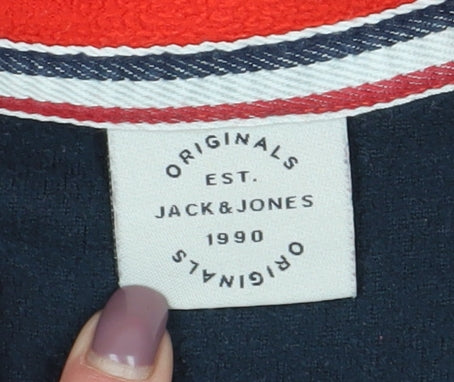 ORIGINALS
EST.
JACK&JONES
1990
ORIGINALS